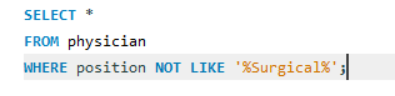 SELECT *
FROM physician
WHERE position NOT LIKE '%Surgical%';